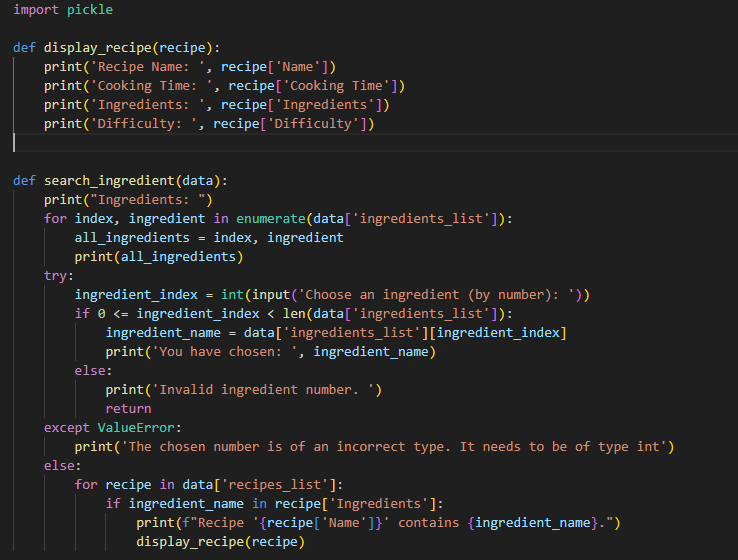 import pickle

def display_recipe(recipe):
    print('Recipe Name: ', recipe['Name'])
    print('Cooking Time: ', recipe['Cooking Time'])
    print('Ingredients: ', recipe['Ingredients'])
    print('Difficulty: ', recipe['Difficulty'])


def search_ingredient(data):
    print("Ingredients: ")
    for index, ingredient in enumerate(data['ingredients_list']):
        all_ingredients = index, ingredient
        print(all_ingredients)
    try:
        ingredient_index = int(input('Choose an ingredient (by number): '))
        if 0 <= ingredient_index < len(data['ingredients_list']):
            ingredient_name = data['ingredients_list'][ingredient_index]
            print('You have chosen: ', ingredient_name)
        else:
            print('Invalid ingredient number. ')
            return
    except ValueError:
        print('The chosen number is of an incorrect type. It needs to be of type int')
    else:
        for recipe in data['recipes_list']:
            if ingredient_name in recipe['Ingredients']:
                print(f"Recipe '{recipe['Name']}' contains {ingredient_name}.")
                display_recipe(recipe)